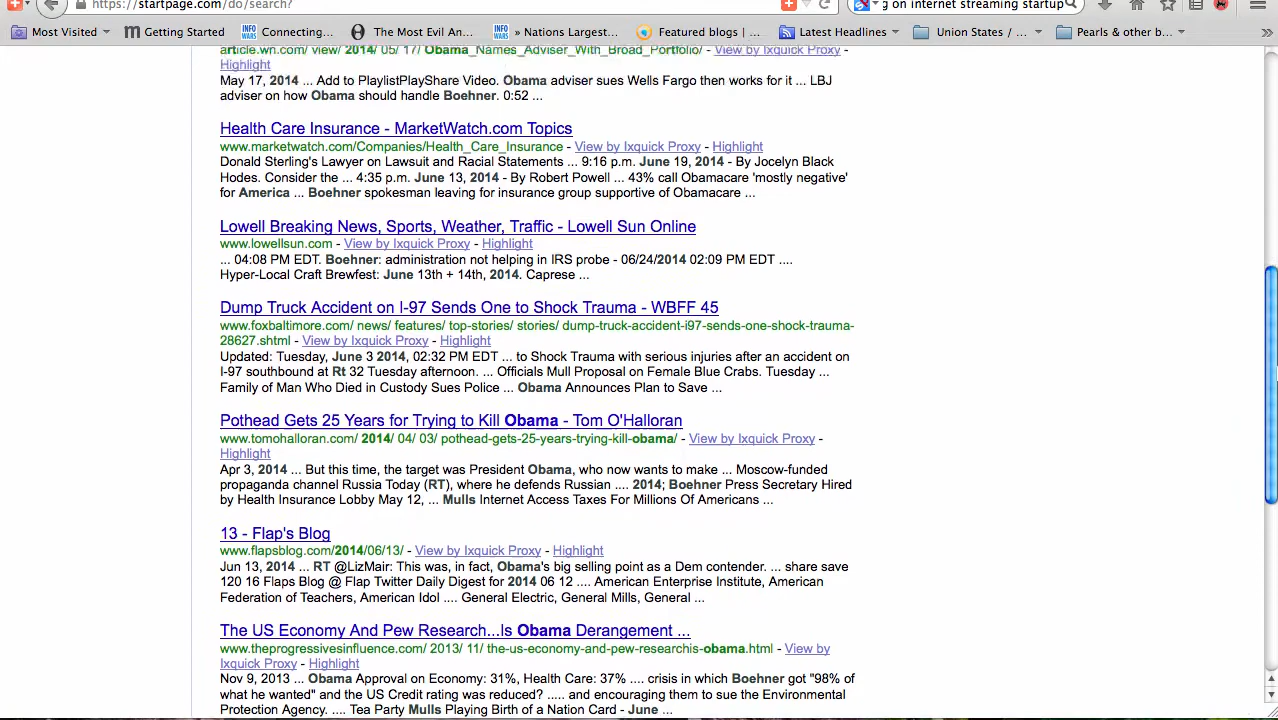 https://startpage.com/do/search?
g on internet streaming startup
Most Visited
Getting Started
INFO WARS Connecting...
The Most Evil An...
INFO WARS » Nations Largest...
Featured blogs | ...
Latest Headlines
Union States / ...
Pearls & other b...
»
article.wn.com/ view/ 2014/ 05/ 17/ Obama_Names_Adviser_With_Broad_Portfolio/ - View by Ixquick Proxy -
Highlight
May 17, 2014 ... Add to PlaylistPlayShare Video. Obama adviser sues Wells Fargo then works for it ... LBJ
adviser on how Obama should handle Boehner. 0:52 ...
Health Care Insurance - MarketWatch.com Topics
www.marketwatch.com/Companies/Health_Care_Insurance - View by Ixquick Proxy - Highlight
Donald Sterling's Lawyer on Lawsuit and Racial Statements ... 9:16 p.m. June 19, 2014 - By Jocelyn Black
Hodes. Consider the ... 4:35 p.m. June 13, 2014 - By Robert Powell ... 43% call Obamacare 'mostly negative'
for America ... Boehner spokesman leaving for insurance group supportive of Obamacare ...
Lowell Breaking News, Sports, Weather, Traffic - Lowell Sun Online
www.lowellsun.com - View by Ixquick Proxy - Highlight
... 04:08 PM EDT. Boehner: administration not helping in IRS probe - 06/24/2014 02:09 PM EDT ....
Hyper-Local Craft Brewfest: June 13th + 14th, 2014. Caprese ...
Dump Truck Accident on I-97 Sends One to Shock Trauma - WBFF 45
www.foxbaltimore.com/ news/ features/ top-stories/ stories/ dump-truck-accident-i97-sends-one-shock-trauma-
28627.shtml - View by Ixquick Proxy - Highlight
Updated: Tuesday, June 3 2014, 02:32 PM EDT ... to Shock Trauma with serious injuries after an accident on
I-97 southbound at Rt 32 Tuesday afternoon. ... Officials Mull Proposal on Female Blue Crabs. Tuesday ...
Family of Man Who Died in Custody Sues Police ... Obama Announces Plan to Save ...
Pothead Gets 25 Years for Trying to Kill Obama - Tom O'Halloran
www.tomohalloran.com/ 2014/ 04/ 03/ pothead-gets-25-years-trying-kill-obama/ - View by Ixquick Proxy -
Highlight
Apr 3, 2014 ... But this time, the target was President Obama, who now wants to make ... Moscow-funded
propaganda channel Russia Today (RT), where he defends Russian .... 2014; Boehner Press Secretary Hired
by Health Insurance Lobby May 12, ... Mulls Internet Access Taxes For Millions Of Americans ...
13 - Flap's Blog
www.flapsblog.com/2014/06/13/ - View by Ixquick Proxy - Highlight
Jun 13, 2014 ... RT @LizMair: This was, in fact, Obama's big selling point as a Dem contender. ... share save
120 16 Flaps Blog @ Flap Twitter Daily Digest for 2014 06 12 .... American Enterprise Institute, American
Federation of Teachers, American Idol .... General Electric, General Mills, General ...
The US Economy And Pew Research...Is Obama Derangement ...
www.theprogressivesinfluence.com/ 2013/ 11/ the-us-economy-and-pew-researchis-obama.html - View by
Ixquick Proxy - Highlight
Nov 9, 2013 ... Obama Approval on Economy: 31%, Health Care: 37% .... crisis in which Boehner got "98% of
what he wanted" and the US Credit rating was reduced? ..... and encouraging them to sue the Environmental
Protection Agency. .... Tea Party Mulls Playing Birth of a Nation Card - June ...